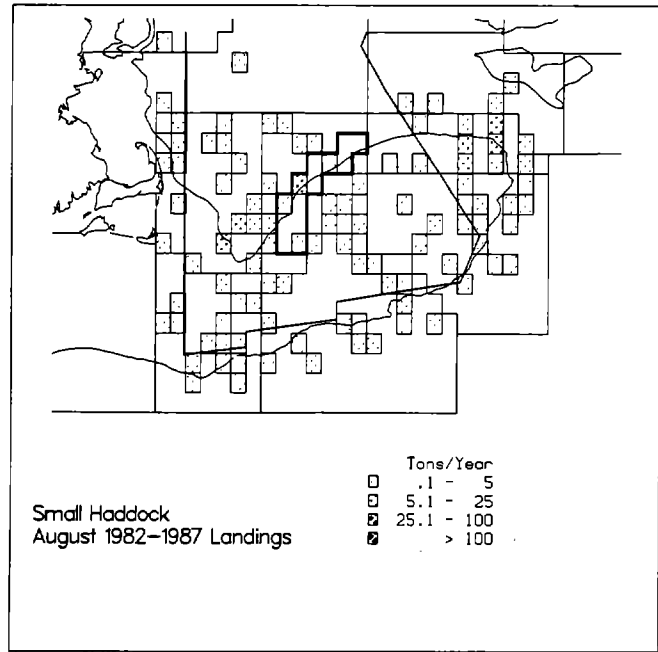 Tons/Year
.1 - 5
5.1 - 25
25.1 - 100
> 100
Small Haddock
August 1982-1987 Landings